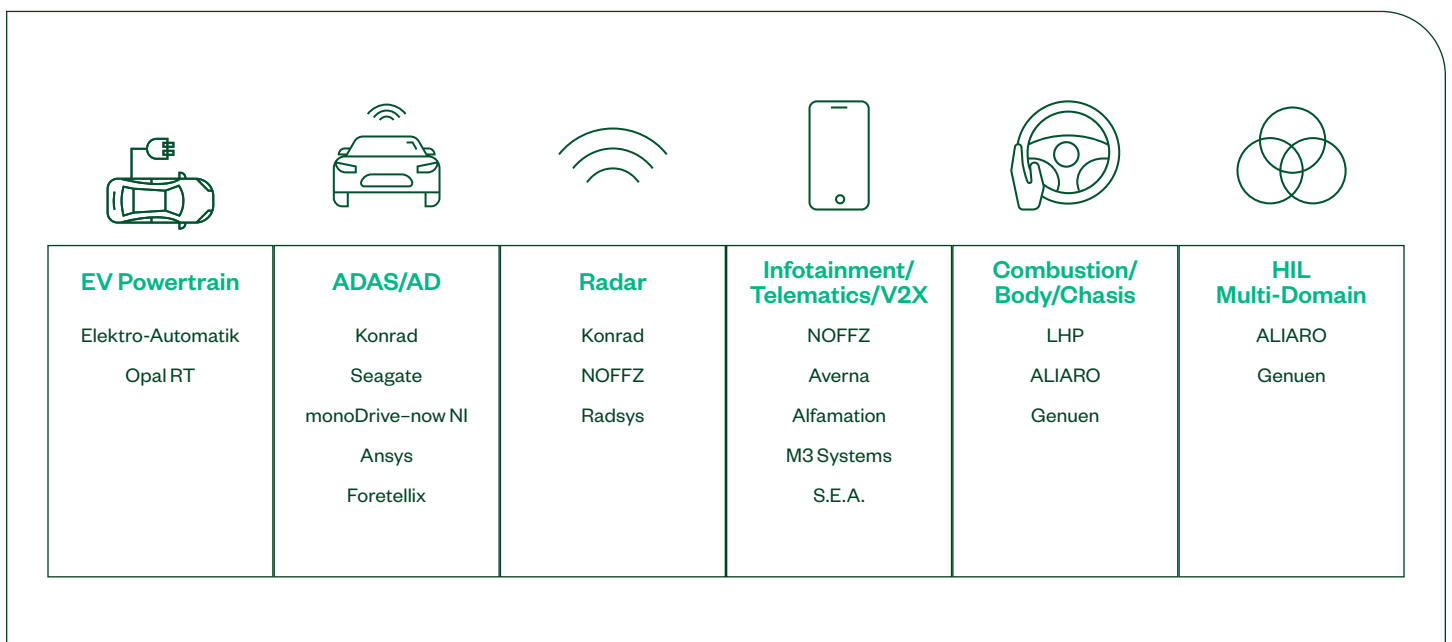 EV Powertrain
Elektro-Automatik
Opal RT
ADAS/AD
Konrad
Seagate
monoDrive–now NI
Ansys
Foretellix
Radar
Konrad
NOFFZ
Radsys
Infotainment/
Telematics/V2X
NOFFZ
Averna
Alfamation
M3 Systems
S.E.A.
Combustion/
Body/Chasis
LHP
ALIARO
Genuen
HIL
Multi-Domain
ALIARO
Genuen